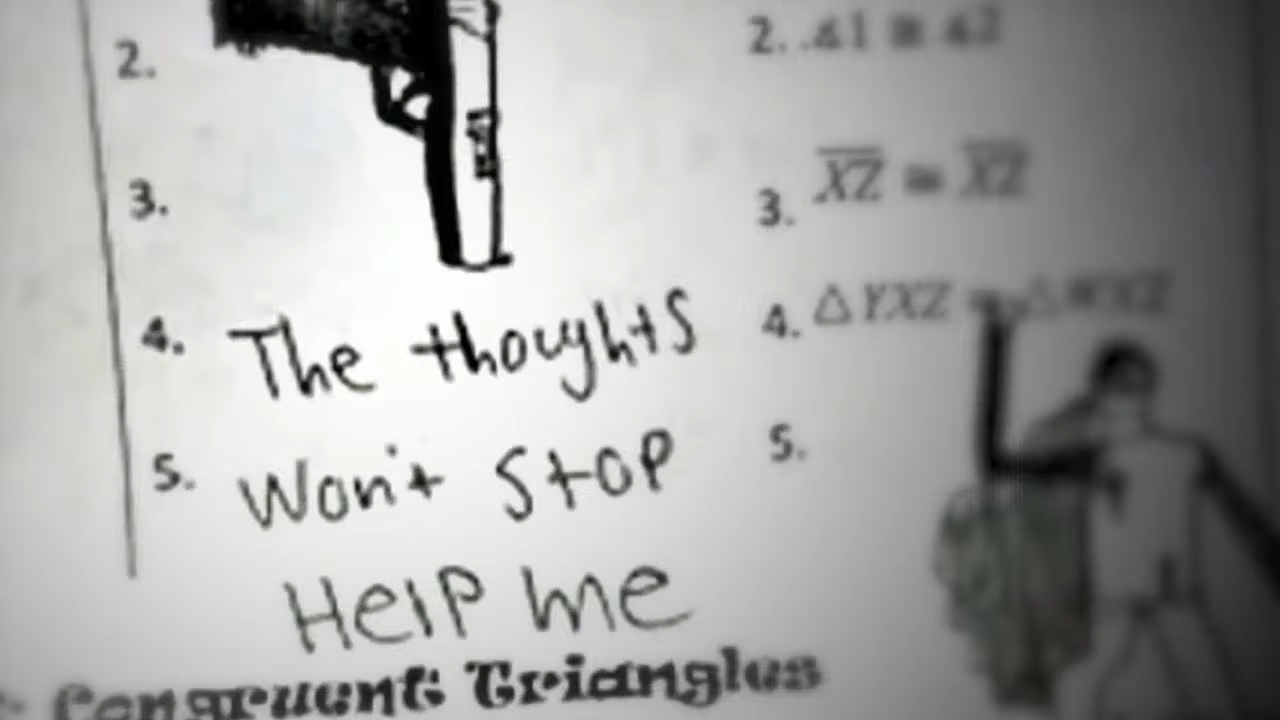 2.
2. ∠1 ≅ ∠2
3.
3. XZ ≅ XZ
4. The thoughts
4. △YXZ ≅ △WXZ
5. Won't Stop
5.
Help me
Congruent Triangles